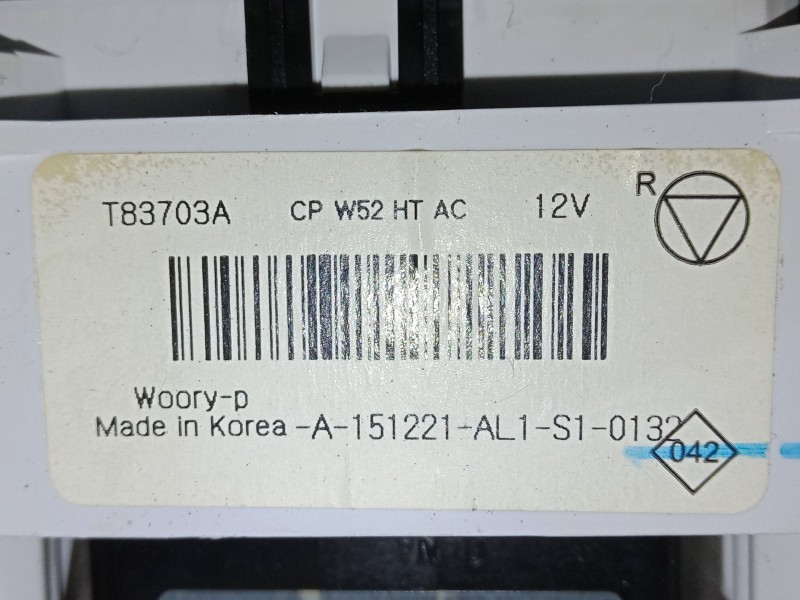 T83703A CP W52 HT AC 12V R
Woory-p
Made in Korea -A-151221-AL1-S1-0132
042